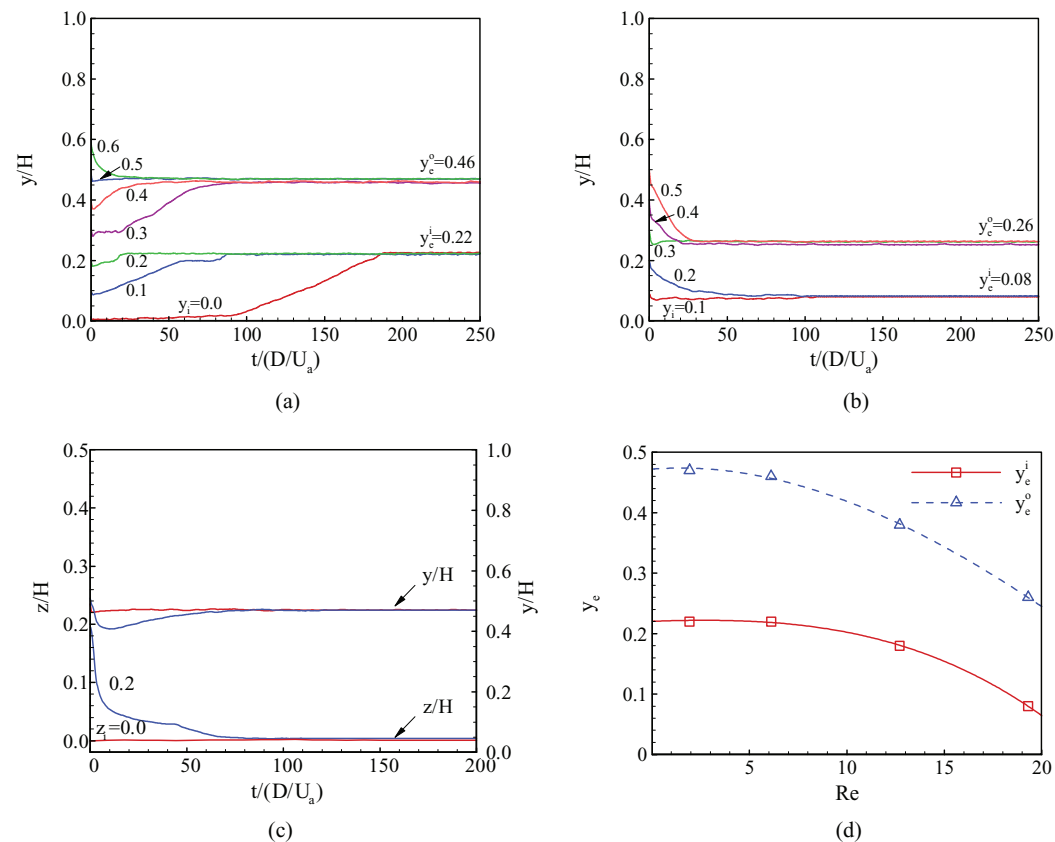 1.0
0.8
0.6
0.4
0.2
0.0
y/H
0.6
0.5
0.4
0.3
0.2
0.1
y_i=0.0
y_e^o=0.46
y_e^i=0.22
0 50 100 150 200 250
t/(D/U_a)
(a)
1.0
0.8
0.6
0.4
0.2
0.0
y/H
0.5
0.4
0.3
0.2
y_i=0.1
y_e^o=0.26
y_e^i=0.08
0 50 100 150 200 250
t/(D/U_a)
(b)
0.5
0.4
0.3
0.2
0.1
0.0
z/H
0.2
z_i=0.0
y/H
z/H
1.0
0.8
0.6
0.4
0.2
0.0
y/H
0 50 100 150 200
t/(D/U_a)
(c)
0.5
0.4
0.3
0.2
0.1
0
y_e
y_e^i
y_e^o
5 10 15 20
Re
(d)